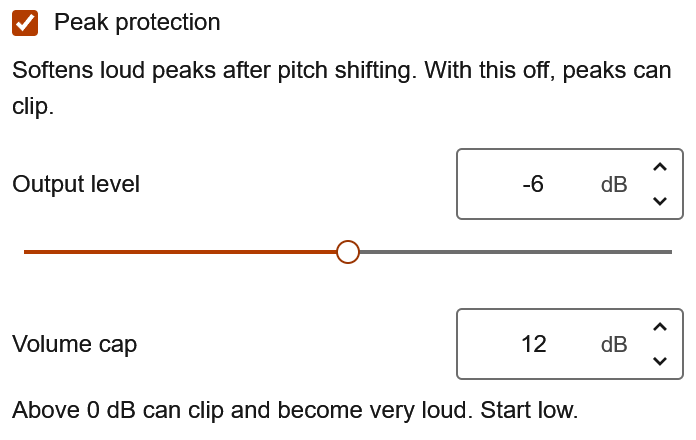 Peak protection
Softens loud peaks after pitch shifting. With this off, peaks can
clip.
Output level -6 dB
Volume cap 12 dB
Above 0 dB can clip and become very loud. Start low.